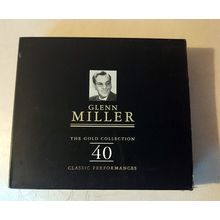 GLENN
MILLER
THE GOLD COLLECTION
40
CLASSIC PERFORMANCES